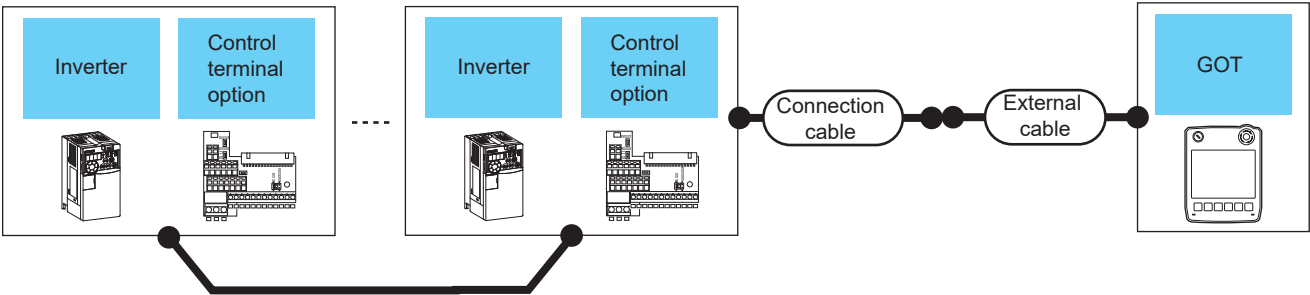 Inverter
Control
terminal
option
Inverter
Control
terminal
option
Connection
cable
External
cable
GOT